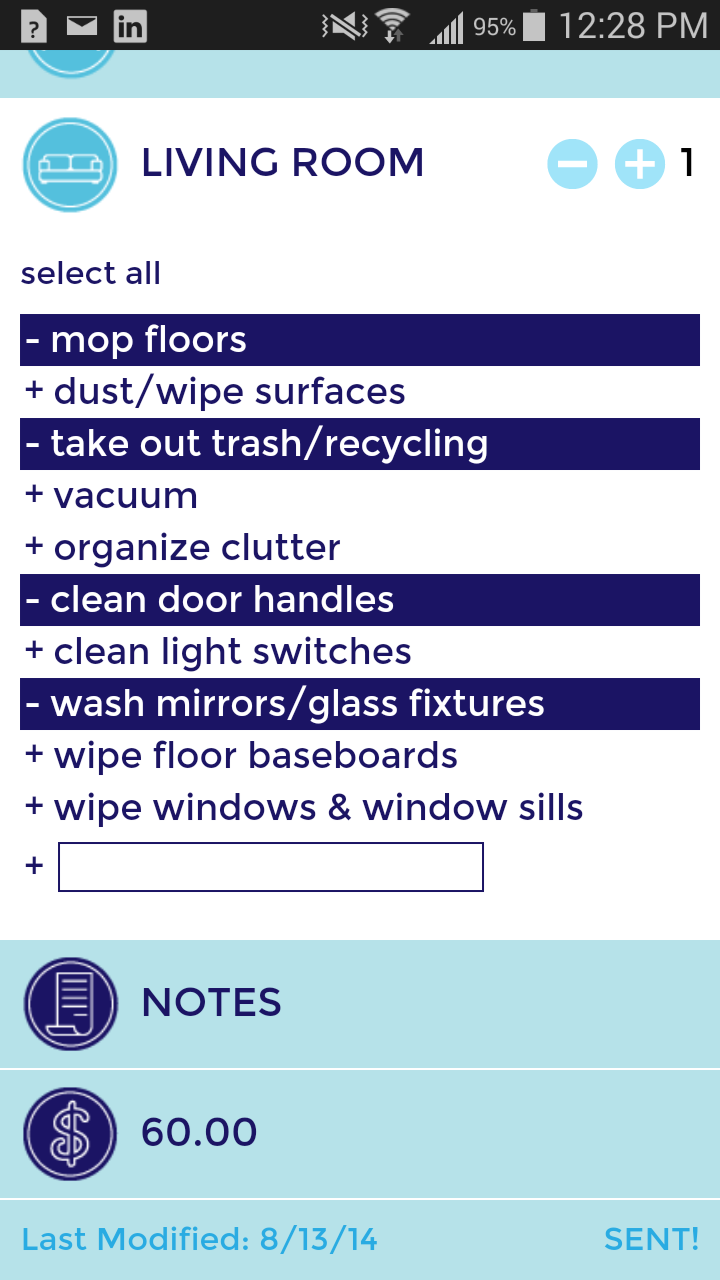 ? in 95% 12:28 PM
LIVING ROOM - + 1
select all
- mop floors
+ dust/wipe surfaces
- take out trash/recycling
+ vacuum
+ organize clutter
- clean door handles
+ clean light switches
- wash mirrors/glass fixtures
+ wipe floor baseboards
+ wipe windows & window sills
+
NOTES
$ 60.00
Last Modified: 8/13/14 SENT!